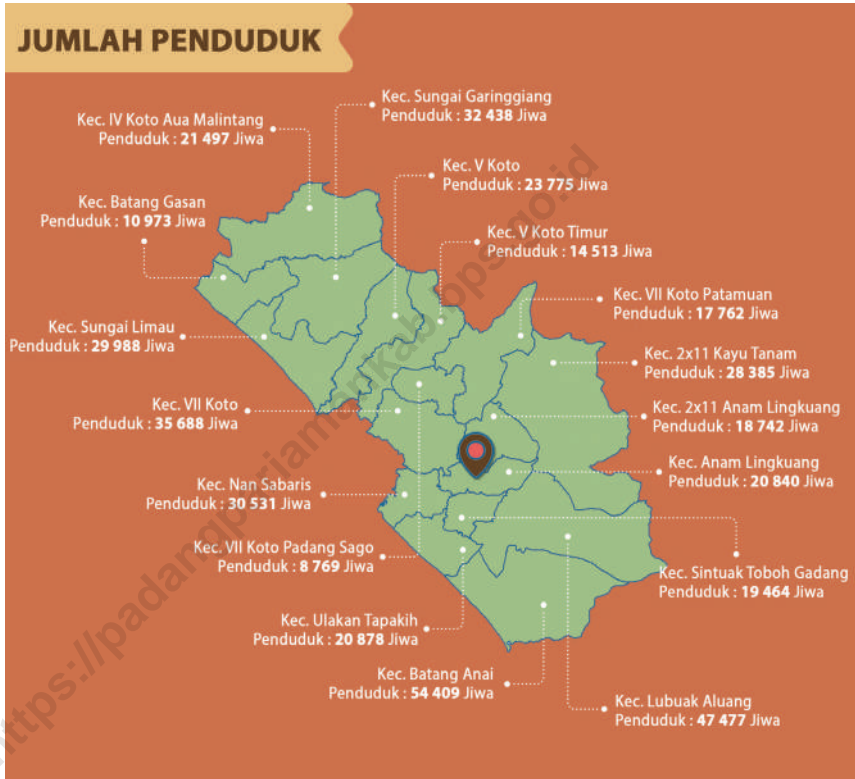 JUMLAH PENDUDUK
Kec. Sungai Garinggiang
Penduduk : 32 438 Jiwa
Kec. IV Koto Aua Malintang
Penduduk : 21 497 Jiwa
Kec. V Koto
Penduduk : 23 775 Jiwa
Kec. Batang Gasan
Penduduk : 10 973 Jiwa
Kec. V Koto Timur
Penduduk : 14 513 Jiwa
Kec. VII Koto Patamuan
Penduduk : 17 762 Jiwa
Kec. Sungai Limau
Penduduk : 29 988 Jiwa
Kec. 2x11 Kayu Tanam
Penduduk : 28 385 Jiwa
Kec. VII Koto
Penduduk : 35 688 Jiwa
Kec. 2x11 Anam Lingkuang
Penduduk : 18 742 Jiwa
Kec. Anam Lingkuang
Penduduk : 20 840 Jiwa
Kec. Nan Sabaris
Penduduk : 30 531 Jiwa
Kec. VII Koto Padang Sago
Penduduk : 8 769 Jiwa
Kec. Sintuak Toboh Gadang
Penduduk : 19 464 Jiwa
Kec. Ulakan Tapakih
Penduduk : 20 878 Jiwa
Kec. Batang Anai
Penduduk : 54 409 Jiwa
Kec. Lubuak Aluang
Penduduk : 47 477 Jiwa
https://padangpariamankab.bps.go.id